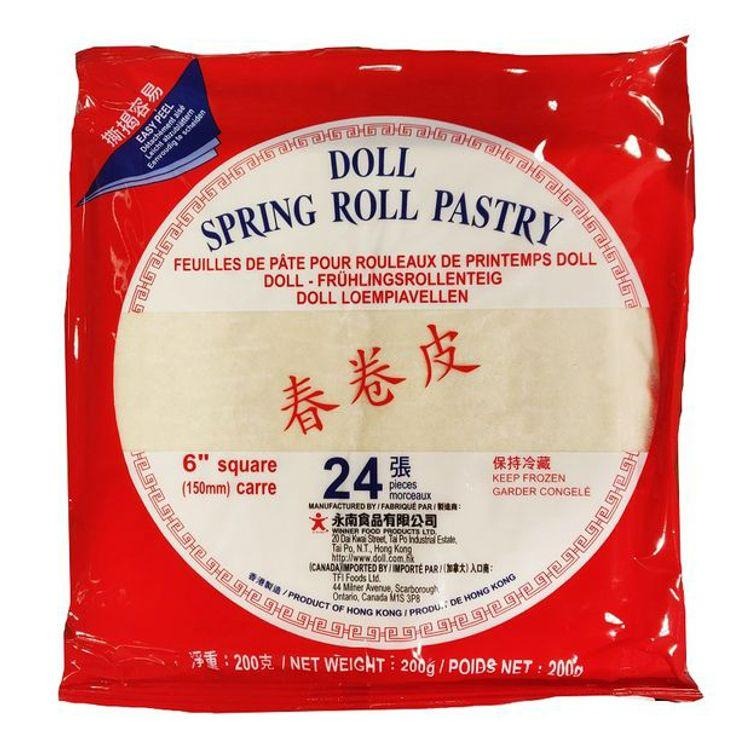 撕揭容易
EASY PEEL
Détachement aisé
Leicht abzublättern
Eenvoudig te scheiden
DOLL
SPRING ROLL PASTRY
FEUILLES DE PÂTE POUR ROULEAUX DE PRINTEMPS DOLL
DOLL - FRÜHLINGSROLLENTEIG
DOLL LOEMPIAVELLEN
春卷皮
6" square
(150mm) carre
24 張
pieces
morceaux
保持冷藏
KEEP FROZEN
GARDER CONGELÉ
MANUFACTURED BY / FABRIQUÉ PAR / 製造商:
永南食品有限公司
WINNER FOOD PRODUCTS LTD.
20 Dai Kwai Street, Tai Po Industrial Estate,
Tai Po, N.T., Hong Kong
http://www.doll.com.hk
(CANADA)IMPORTED BY / IMPORTÉ PAR / (加拿大)入口商:
TFI Foods Ltd.
44 Milner Avenue, Scarborough
Ontario, Canada M1S 3P8
香港製造 / PRODUCT OF HONG KONG / PRODUIT DE HONG KONG
淨重:200克 / NET WEIGHT : 200g / POIDS NET : 200g